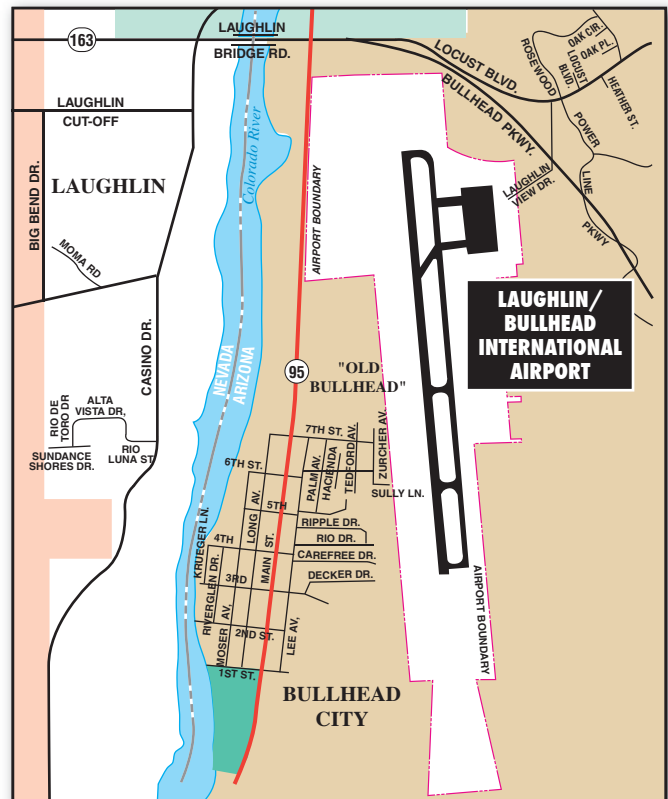 163
LAUGHLIN
BRIDGE RD.
LOCUST BLVD.
BULLHEAD PKWY.
ROSEWOOD
OAK CIR.
OAK PL.
LOCUST
BLVD.
HEATHER ST.
POWER
LINE
PKWY
LAUGHLIN
VIEW DR.
LAUGHLIN
CUT-OFF
Colorado River
AIRPORT BOUNDARY
BIG BEND DR.
LAUGHLIN
MOMA RD
CASINO DR.
NEVADA
ARIZONA
95
"OLD
BULLHEAD"
LAUGHLIN/
BULLHEAD
INTERNATIONAL
AIRPORT
RIO DE
TORO DR
ALTA
VISTA DR,
SUNDANCE
SHORES DR.
RIO
LUNA ST.
7TH ST.
6TH ST.
PALM AV.
HACIENDA
TEDFORD AV.
ZURCHER AV.
SULLY LN.
LONG AV.
5TH
MAIN ST.
RIPPLE DR.
RIO DR.
CAREFREE DR.
DECKER DR.
KRUEGER LN.
4TH
RIVERGLEN DR.
3RD
MOSER AV.
2ND ST.
LEE AV,
1ST ST.
AIRPORT BOUNDARY
BULLHEAD
CITY